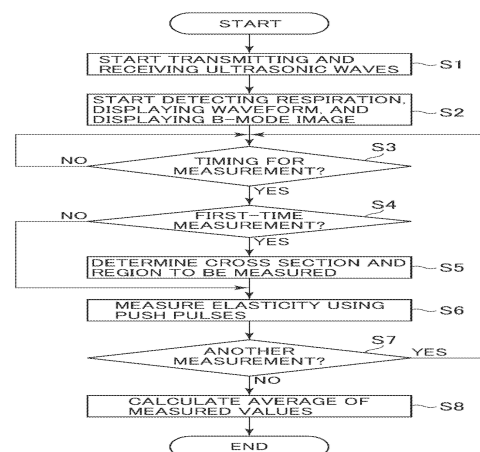 START
START TRANSMITTING AND
RECEIVING ULTRASONIC WAVES
S1
START DETECTING RESPIRATION,
DISPLAYING WAVEFORM, AND
DISPLAYING B-MODE IMAGE
S2
S3
NO
TIMING FOR
MEASUREMENT?
YES
S4
NO
FIRST-TIME
MEASUREMENT?
YES
DETERMINE CROSS SECTION AND
REGION TO BE MEASURED
S5
MEASURE ELASTICITY USING
PUSH PULSES
S6
S7
ANOTHER
MEASUREMENT?
YES
NO
CALCULATE AVERAGE OF
MEASURED VALUES
S8
END